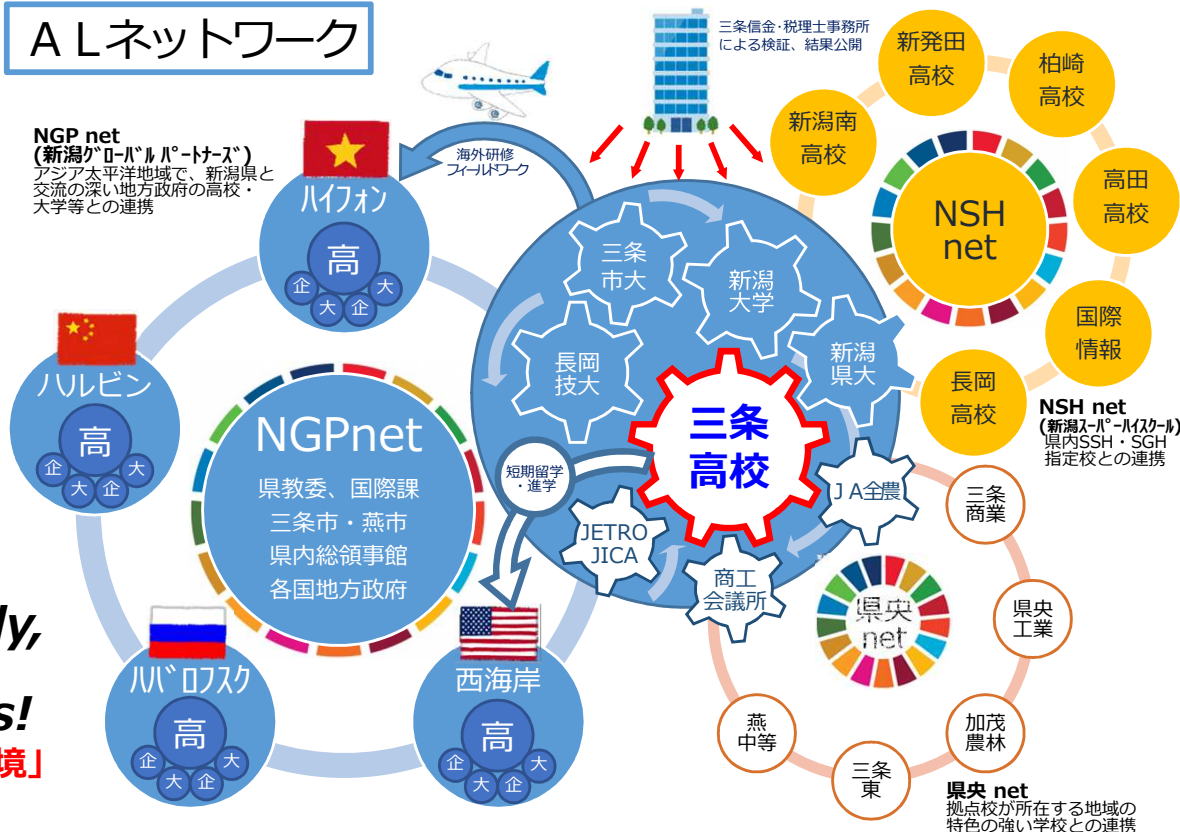 ＡＬネットワーク
三条信金･税理士事務所
による検証、結果公開
NGP net
(新潟ｸﾞﾛｰﾊﾞﾙ ﾊﾟｰﾄﾅｰｽﾞ)
アジア太平洋地域で、新潟県と
交流の深い地方政府の高校・
大学等との連携
海外研修
ﾌｨｰﾙﾄﾞﾜｰｸ
ハイフォン
高
企
大
企
大
ハルビン
高
企
大
企
大
ﾊﾊﾞﾛﾌｽｸ
高
企
大
企
大
西海岸
高
企
大
企
大
NGPnet
県教委、国際課
三条市・燕市
県内総領事館
各国地方政府
短期留学
・進学
三条
市大
新潟
大学
長岡
技大
新潟
県大
三条
高校
ＪＡ全農
JETRO
JICA
商工
会議所
新発田
高校
柏崎
高校
新潟南
高校
高田
高校
国際
情報
長岡
高校
NSH
net
NSH net
(新潟ｽｰﾊﾟｰﾊｲｽｸｰﾙ)
県内SSH・SGH
指定校との連携
三条
商業
県央
工業
加茂
農林
三条
東
燕
中等
県央
net
県央 net
拠点校が所在する地域の
特色の強い学校との連携
ly,
s!
境」